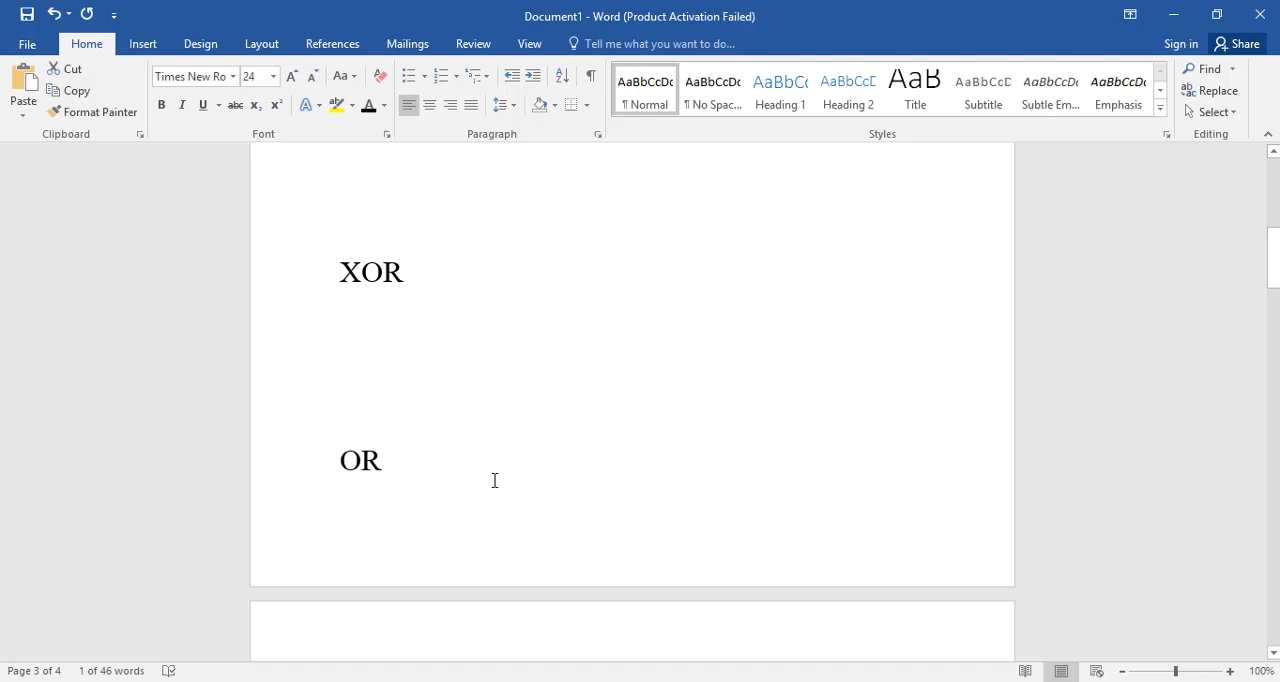 Document1 - Word (Product Activation Failed)
File Home Insert Design Layout References Mailings Review View Tell me what you want to do... Sign in Share
Paste
Cut
Copy
Format Painter
Clipboard
Times New Ro 24
Aa
B I U abc x₂ x² A A
Font
Paragraph
AaBbCcDc AaBbCcDc AaBbCc AaBbCcD AaB AaBbCcD AaBbCcDc AaBbCcDc
¶ Normal ¶ No Spac... Heading 1 Heading 2 Title Subtitle Subtle Em... Emphasis
Styles
Find
Replace
Select
Editing
XOR
OR
Page 3 of 4 1 of 46 words 100%